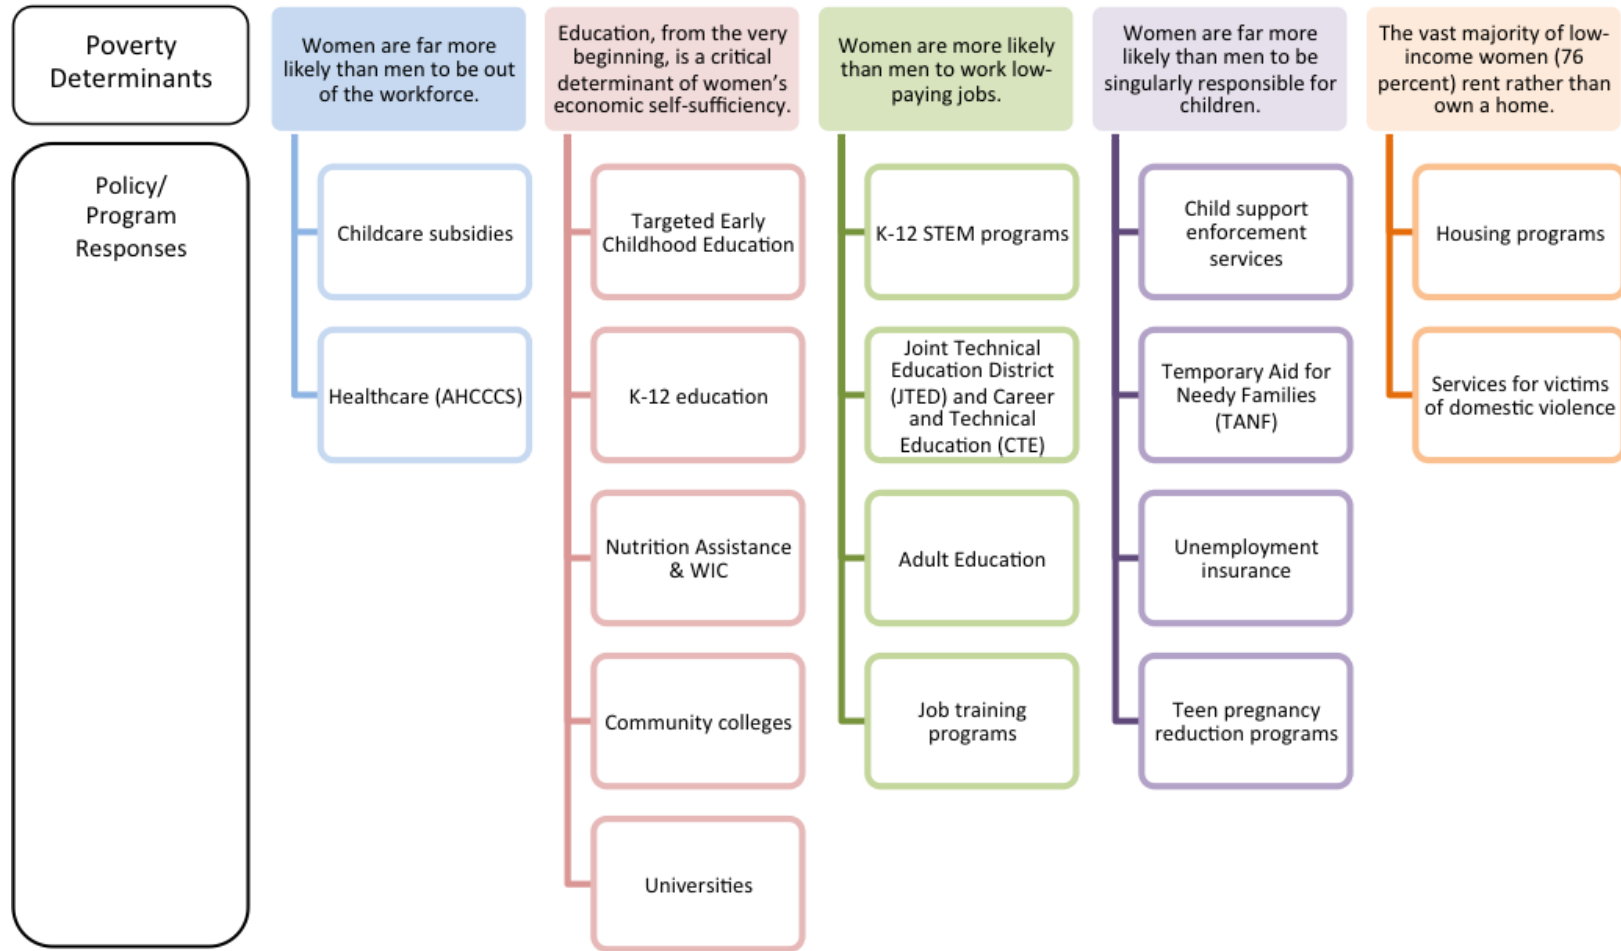 Poverty
Determinants
Women are far more
likely than men to be out
of the workforce.
Education, from the very
beginning, is a critical
determinant of women's
economic self-sufficiency.
Women are more likely
than men to work low-
paying jobs.
Women are far more
likely than men to be
singularly responsible for
children.
The vast majority of low-
income women (76
percent) rent rather than
own a home.
Policy/
Program
Responses
Childcare subsidies
Healthcare (AHCCCS)
Targeted Early
Childhood Education
K-12 education
Nutrition Assistance
& WIC
Community colleges
Universities
K-12 STEM programs
Joint Technical
Education District
(JTED) and Career
and Technical
Education (CTE)
Adult Education
Job training
programs
Child support
enforcement
services
Temporary Aid for
Needy Families
(TANF)
Unemployment
insurance
Teen pregnancy
reduction programs
Housing programs
Services for victims
of domestic violence